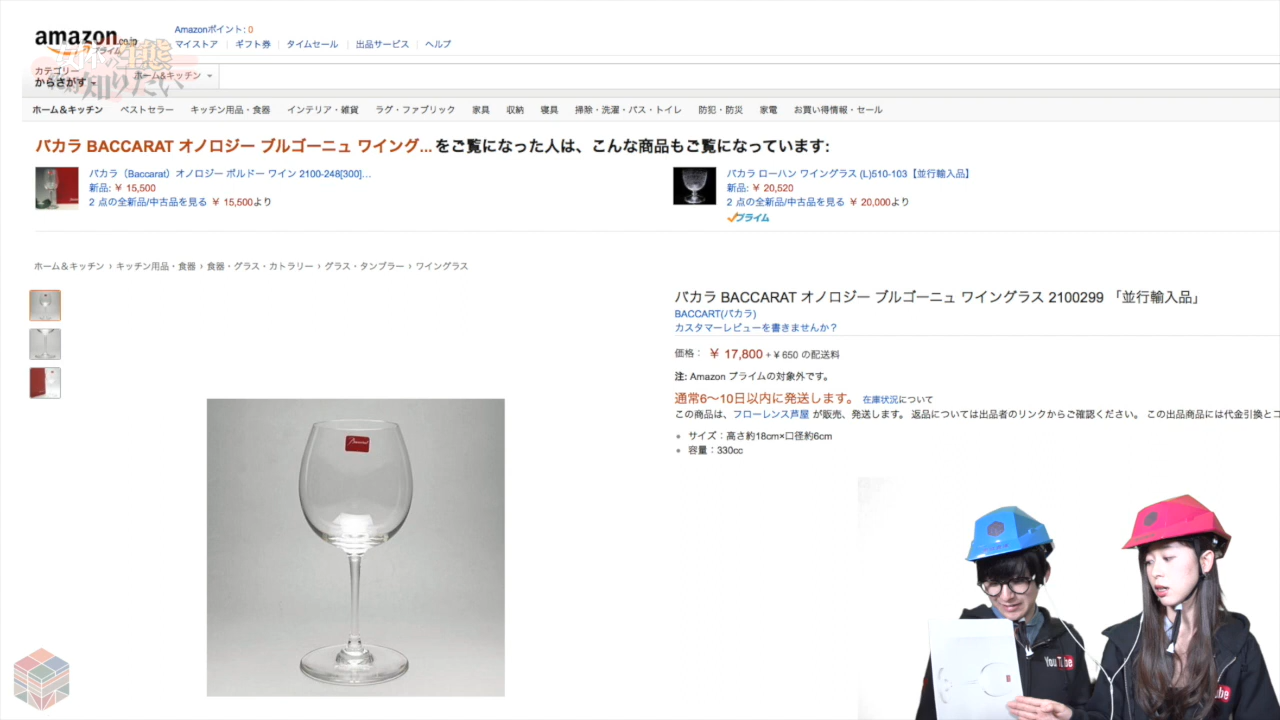 amazon.co.jp
プライム
Amazonポイント: 0
マイストア
ギフト券
タイムセール
出品サービス
ヘルプ
の生態
知りたい
カテゴリー
からさがす
ホーム&キッチン
ホーム&キッチン ベストセラー キッチン用品・食器 インテリア・雑貨 ラグ・ファブリック 家具 収納 寝具 掃除・洗濯・バス・トイレ 防犯・防災 家電 お買い得情報・セール
バカラ BACCARAT オノロジー ブルゴーニュ ワイング... をご覧になった人は、こんな商品もご覧になっています:
バカラ（Baccarat）オノロジー ボルドー ワイン 2100-248[300]...
新品: ￥ 15,500
2 点の全新品/中古品を見る ￥ 15,500より
バカラ ローハン ワイングラス (L)510-103【並行輸入品】
新品: ￥ 20,520
2 点の全新品/中古品を見る ￥ 20,000より
プライム
ホーム＆キッチン › キッチン用品・食器 › 食器・グラス・カトラリー › グラス・タンブラー › ワイングラス
バカラ BACCARAT オノロジー ブルゴーニュ ワイングラス 2100299 「並行輸入品」
BACCART(バカラ)
カスタマーレビューを書きませんか？
価格： ￥ 17,800 + ￥650 の配送料
注: Amazon プライムの対象外です。
通常6～10日以内に発送します。 在庫状況について
この商品は、フローレンス芦屋 が販売、発送します。 返品については出品者のリンクからご確認ください。 この出品商品には代金引換とコ
サイズ：高さ約18cm×口径約6cm
容量：330cc
Baccarat
YouTube
ube